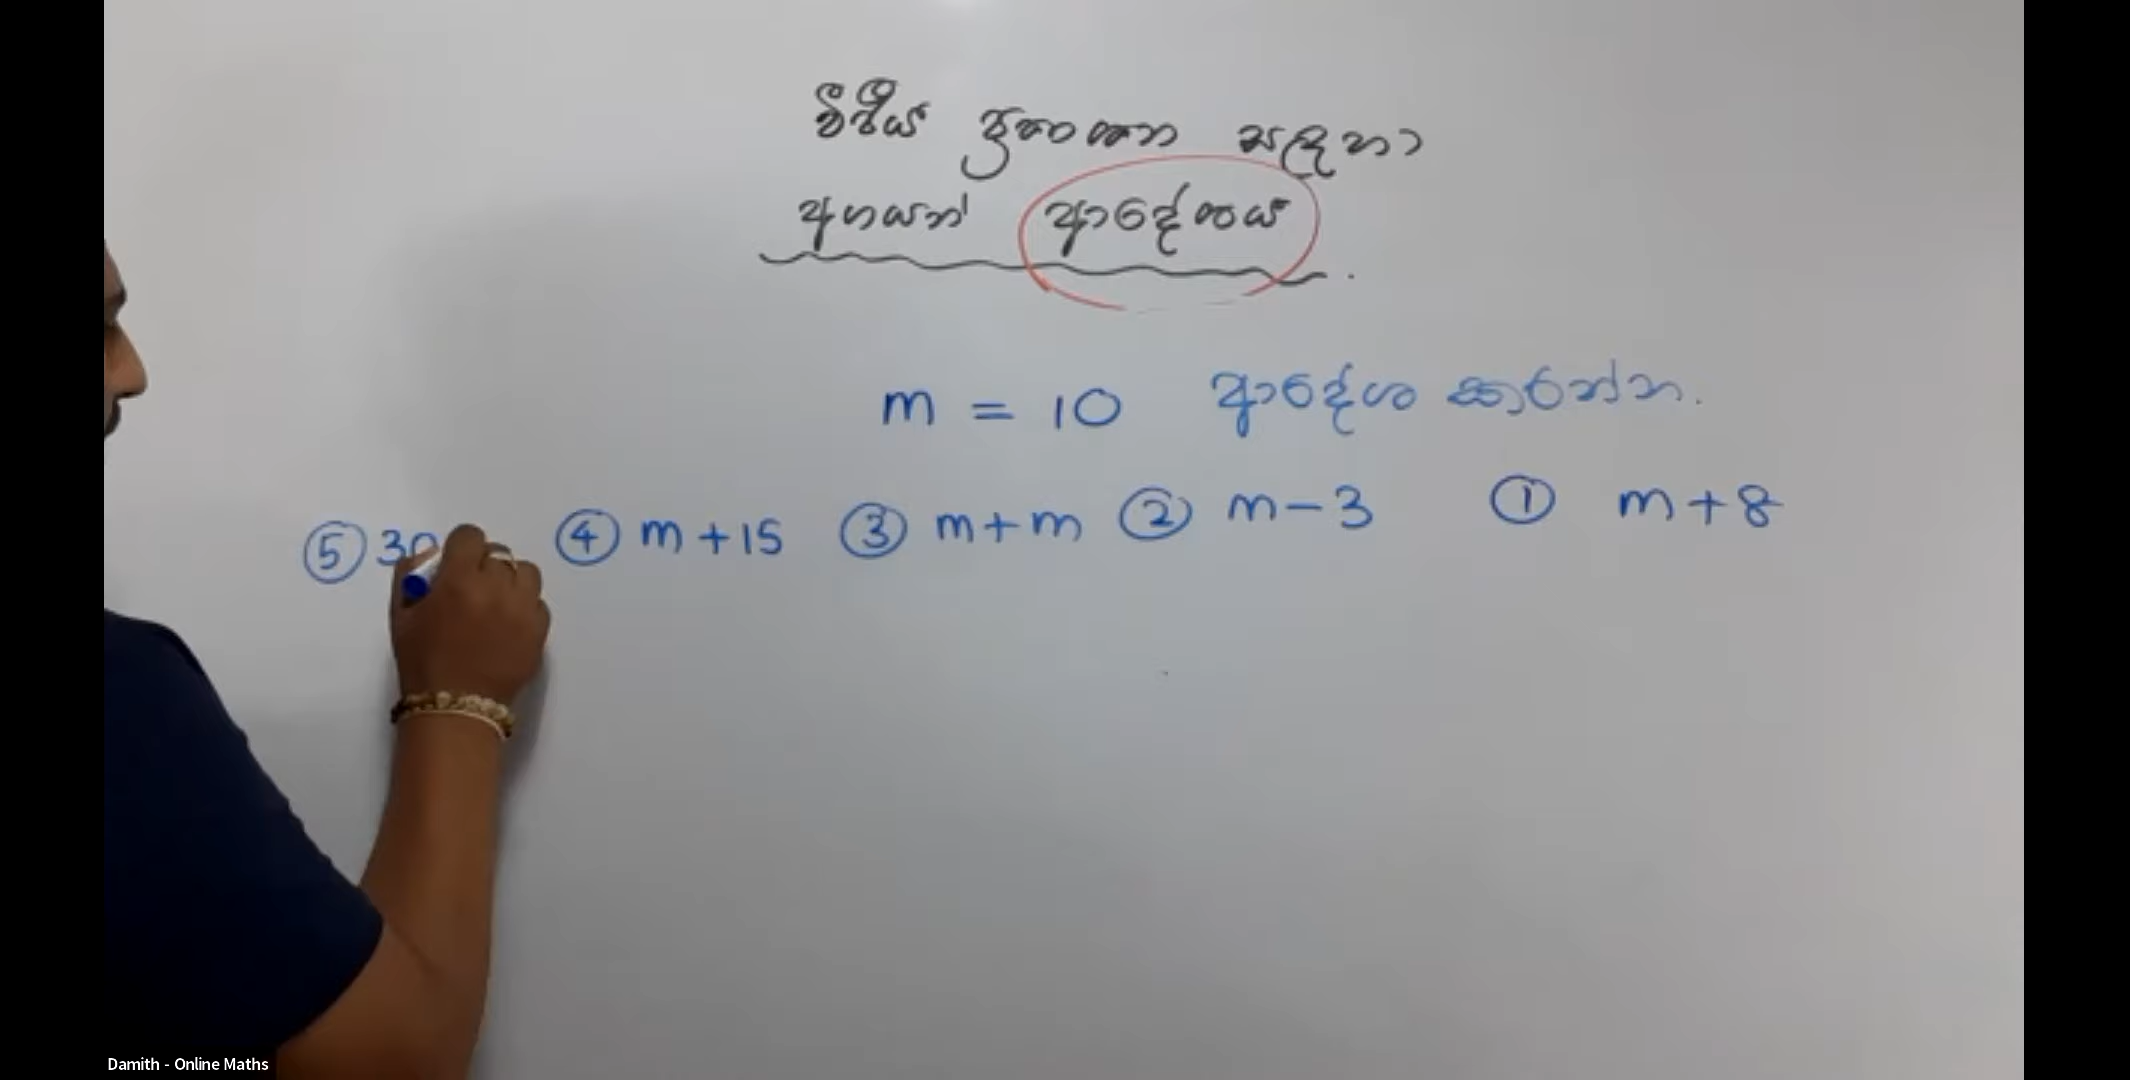 වීජීය ප්‍රකාශන සඳහා
අගයන් ආදේශය.
m = 10 ආදේශ කරන්න.
⑤ 30 ④ m + 15 ③ m + m ② m - 3 ① m + 8
Damith - Online Maths